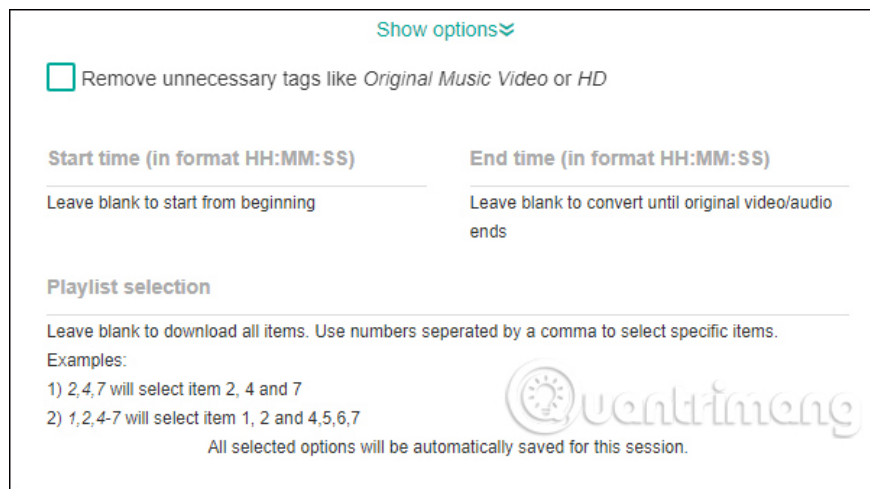 Show options
Remove unnecessary tags like Original Music Video or HD
Start time (in format HH:MM:SS)
End time (in format HH:MM:SS)
Leave blank to start from beginning
Leave blank to convert until original video/audio
ends
Playlist selection
Leave blank to download all items. Use numbers seperated by a comma to select specific items.
Examples:
1) 2,4,7 will select item 2, 4 and 7
2) 1,2,4-7 will select item 1, 2 and 4,5,6,7
Quantrimang
All selected options will be automatically saved for this session.